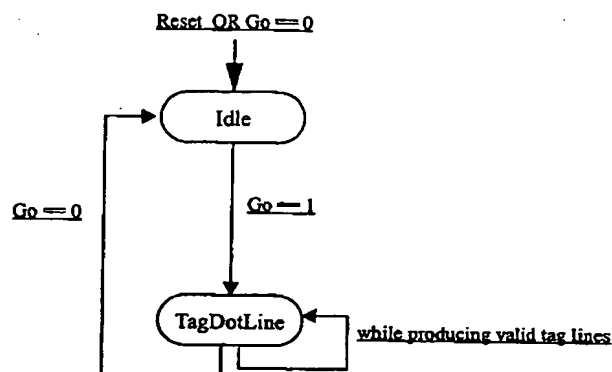 Reset OR Go == 0
Idle
Go == 0
Go == 1
TagDotLine
while producing valid tag lines